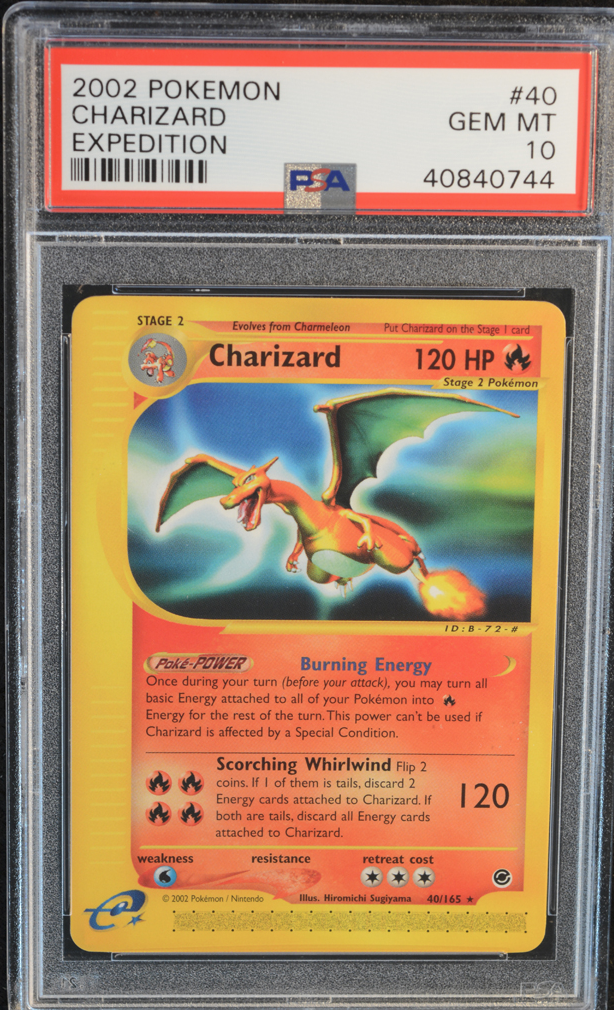 2002 POKEMON #40
CHARIZARD GEM MT
EXPEDITION 10
PSA 40840744
STAGE 2 Evolves from Charmeleon Put Charizard on the Stage 1 card
Charizard 120 HP
Stage 2 Pokémon
ID:B-72-#
Poké-POWER Burning Energy
Once during your turn (before your attack), you may turn all
basic Energy attached to all of your Pokémon into
Energy for the rest of the turn. This power can't be used if
Charizard is affected by a Special Condition.
Scorching Whirlwind Flip 2
coins. If 1 of them is tails, discard 2
Energy cards attached to Charizard. If
both are tails, discard all Energy cards
attached to Charizard.
120
weakness resistance retreat cost
© 2002 Pokémon / Nintendo Illus. Hiromichi Sugiyama 40/165 ★
e
PSA